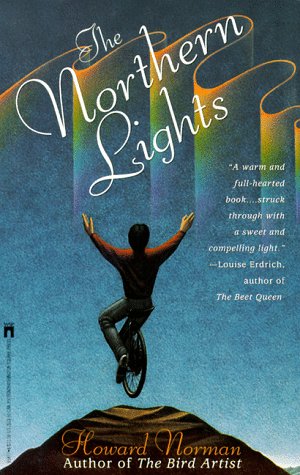 The
Northern
Lights
"A warm and
full-hearted
book....struck
through with
a sweet and
compelling light."
—Louise Erdrich,
author of
The Beet Queen
Howard Norman
Author of The Bird Artist